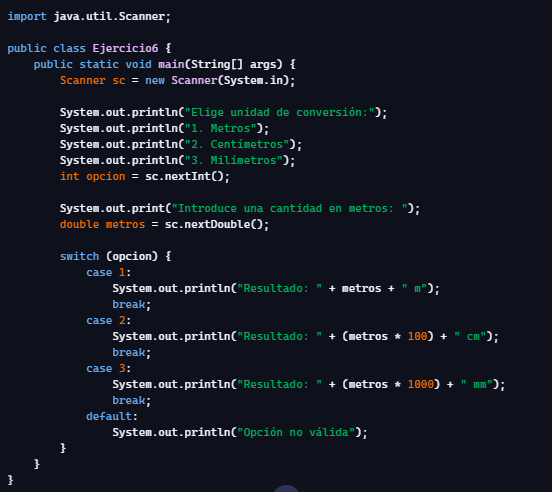 import java.util.Scanner;

public class Ejercicio6 {
    public static void main(String[] args) {
        Scanner sc = new Scanner(System.in);

        System.out.println("Elige unidad de conversión:");
        System.out.println("1. Metros");
        System.out.println("2. Centímetros");
        System.out.println("3. Milímetros");
        int opcion = sc.nextInt();

        System.out.print("Introduce una cantidad en metros: ");
        double metros = sc.nextDouble();

        switch (opcion) {
            case 1:
                System.out.println("Resultado: " + metros + " m");
                break;
            case 2:
                System.out.println("Resultado: " + (metros * 100) + " cm");
                break;
            case 3:
                System.out.println("Resultado: " + (metros * 1000) + " mm");
                break;
            default:
                System.out.println("Opción no válida");
        }
    }
}